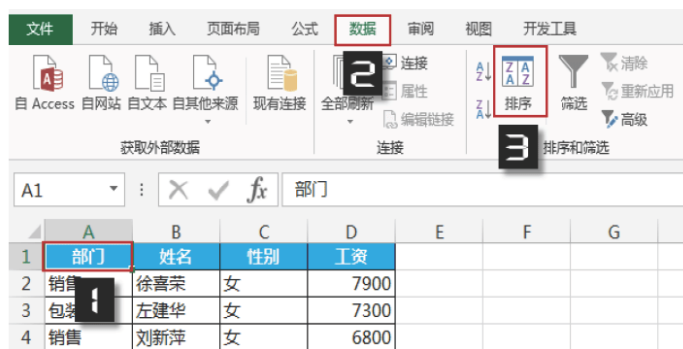 文件 开始 插入 页面布局 公式 数据 审阅 视图 开发工具
2 连接 清除
属性 重新应用
自 Access 自网站 自文本 自其他来源 现有连接 全部刷新 编辑链接 排序 筛选 高级
获取外部数据 连接 3 排序和筛选
A1 fx 部门
A B C D E F G
1 部门 姓名 性别 工资
2 销售 徐喜荣 女 7900
3 包装 1 左建华 女 7300
4 销售 刘新萍 女 6800